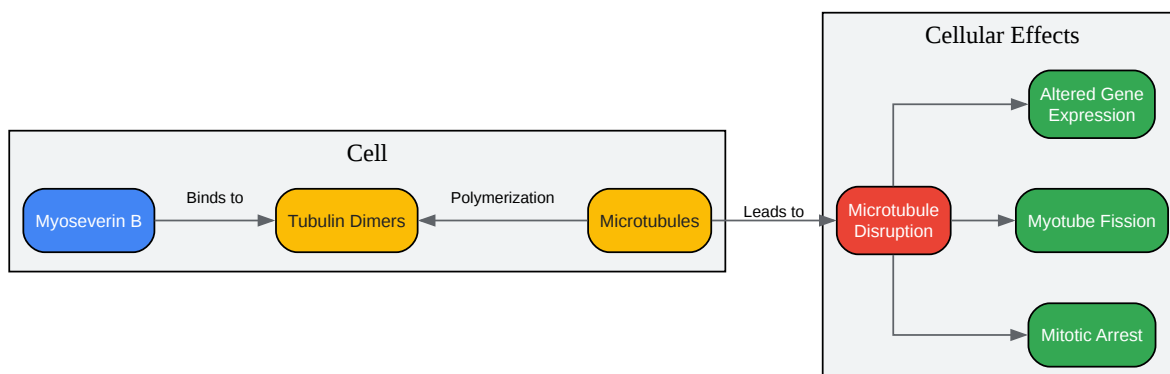 Cellular Effects
Altered Gene
Expression
Cell
Myoseverin B
Binds to
Tubulin Dimers
Polymerization
Microtubules
Leads to
Microtubule
Disruption
Myotube Fission
Mitotic Arrest